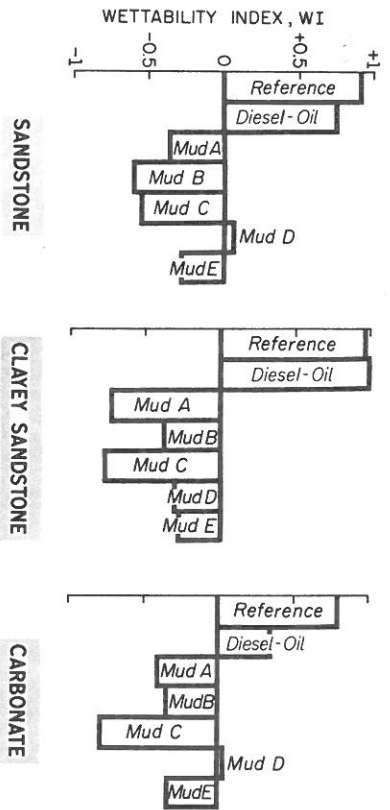 WETTABILITY INDEX, WI
-1 -0.5 0 +0.5 +1
Reference
Diesel-Oil
Mud A
Mud B
Mud C
Mud D
Mud E
SANDSTONE
Reference
Diesel-Oil
Mud A
Mud B
Mud C
Mud D
Mud E
CLAYEY SANDSTONE
Reference
Diesel-Oil
Mud A
Mud B
Mud C
Mud D
Mud E
CARBONATE